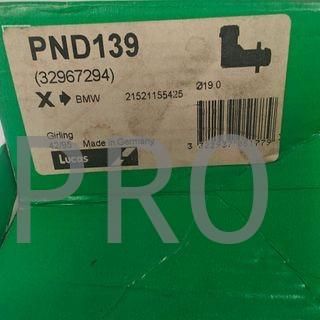 PND139
(32967294)
X → BMW 21521155425 Ø19.0
Girling
42/95 Made in Germany
Lucas
PRO